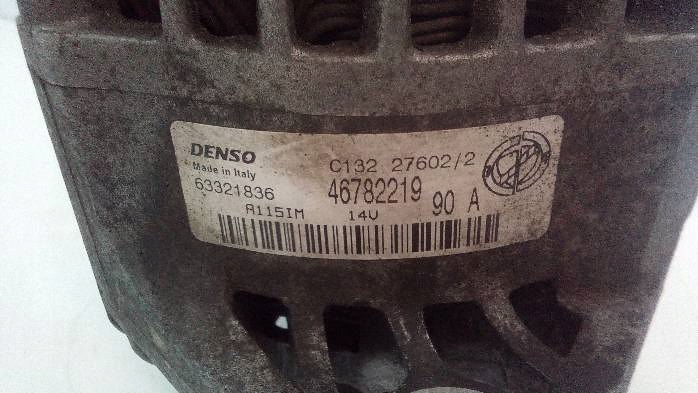 DENSO
Made in Italy
C132 27602/2
63321836
46782219
A115IM
14V
90 A